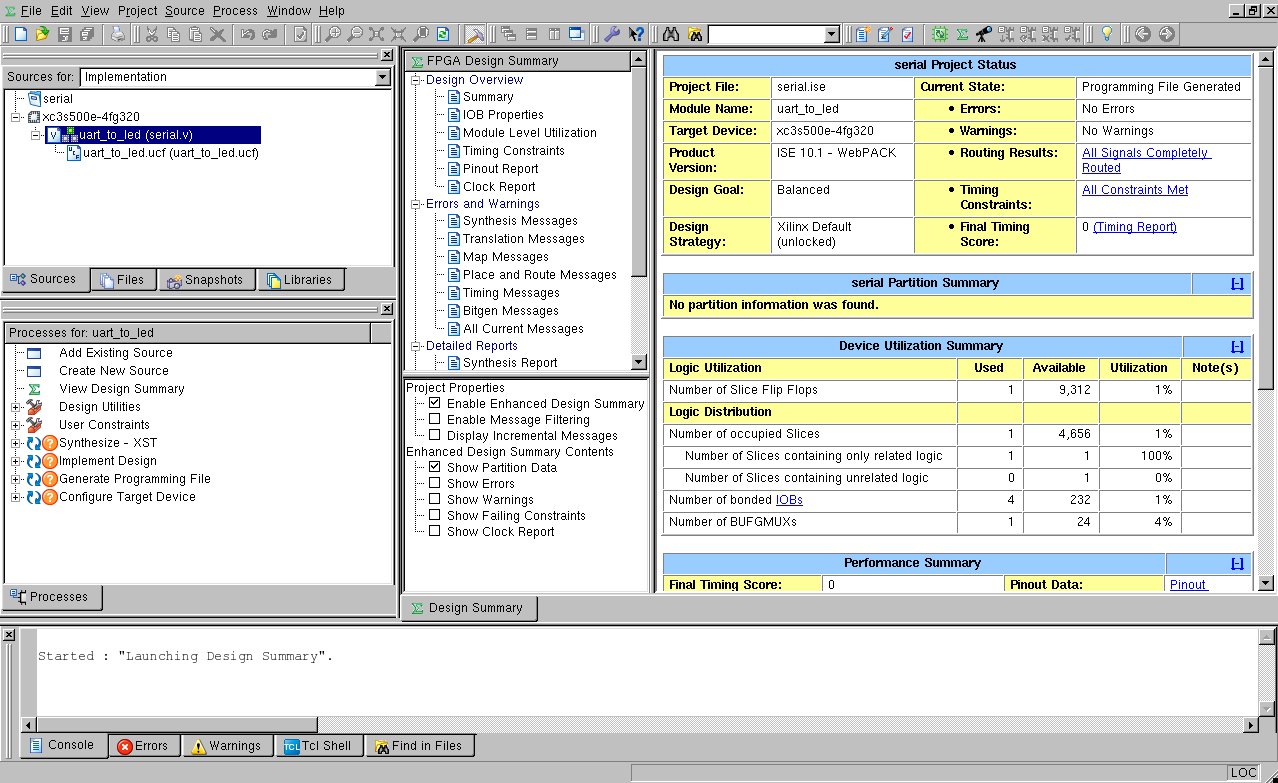 File Edit View Project Source Process Window Help
Sources for: Implementation
serial
xc3s500e-4fg320
uart_to_led (serial.v)
uart_to_led.ucf (uart_to_led.ucf)
Sources Files Snapshots Libraries
Processes for: uart_to_led
Add Existing Source
Create New Source
View Design Summary
Design Utilities
User Constraints
Synthesize - XST
Implement Design
Generate Programming File
Configure Target Device
Processes
FPGA Design Summary
Design Overview
Summary
IOB Properties
Module Level Utilization
Timing Constraints
Pinout Report
Clock Report
Errors and Warnings
Synthesis Messages
Translation Messages
Map Messages
Place and Route Messages
Timing Messages
Bitgen Messages
All Current Messages
Detailed Reports
Synthesis Report
Project Properties
Enable Enhanced Design Summary
Enable Message Filtering
Display Incremental Messages
Enhanced Design Summary Contents
Show Partition Data
Show Errors
Show Warnings
Show Failing Constraints
Show Clock Report
serial Project Status
Project File: serial.ise Current State: Programming File Generated
Module Name: uart_to_led • Errors: No Errors
Target Device: xc3s500e-4fg320 • Warnings: No Warnings
Product Version: ISE 10.1 - WebPACK • Routing Results: All Signals Completely Routed
Design Goal: Balanced • Timing Constraints: All Constraints Met
Design Strategy: Xilinx Default (unlocked) • Final Timing Score: 0 (Timing Report)
serial Partition Summary [-]
No partition information was found.
Device Utilization Summary [-]
Logic Utilization Used Available Utilization Note(s)
Number of Slice Flip Flops 1 9,312 1%
Logic Distribution
Number of occupied Slices 1 4,656 1%
Number of Slices containing only related logic 1 1 100%
Number of Slices containing unrelated logic 0 1 0%
Number of bonded IOBs 4 232 1%
Number of BUFGMUXs 1 24 4%
Performance Summary [-]
Final Timing Score: 0 Pinout Data: Pinout
Design Summary
Started : "Launching Design Summary".
Console Errors Warnings TCL Tcl Shell Find in Files
LOC